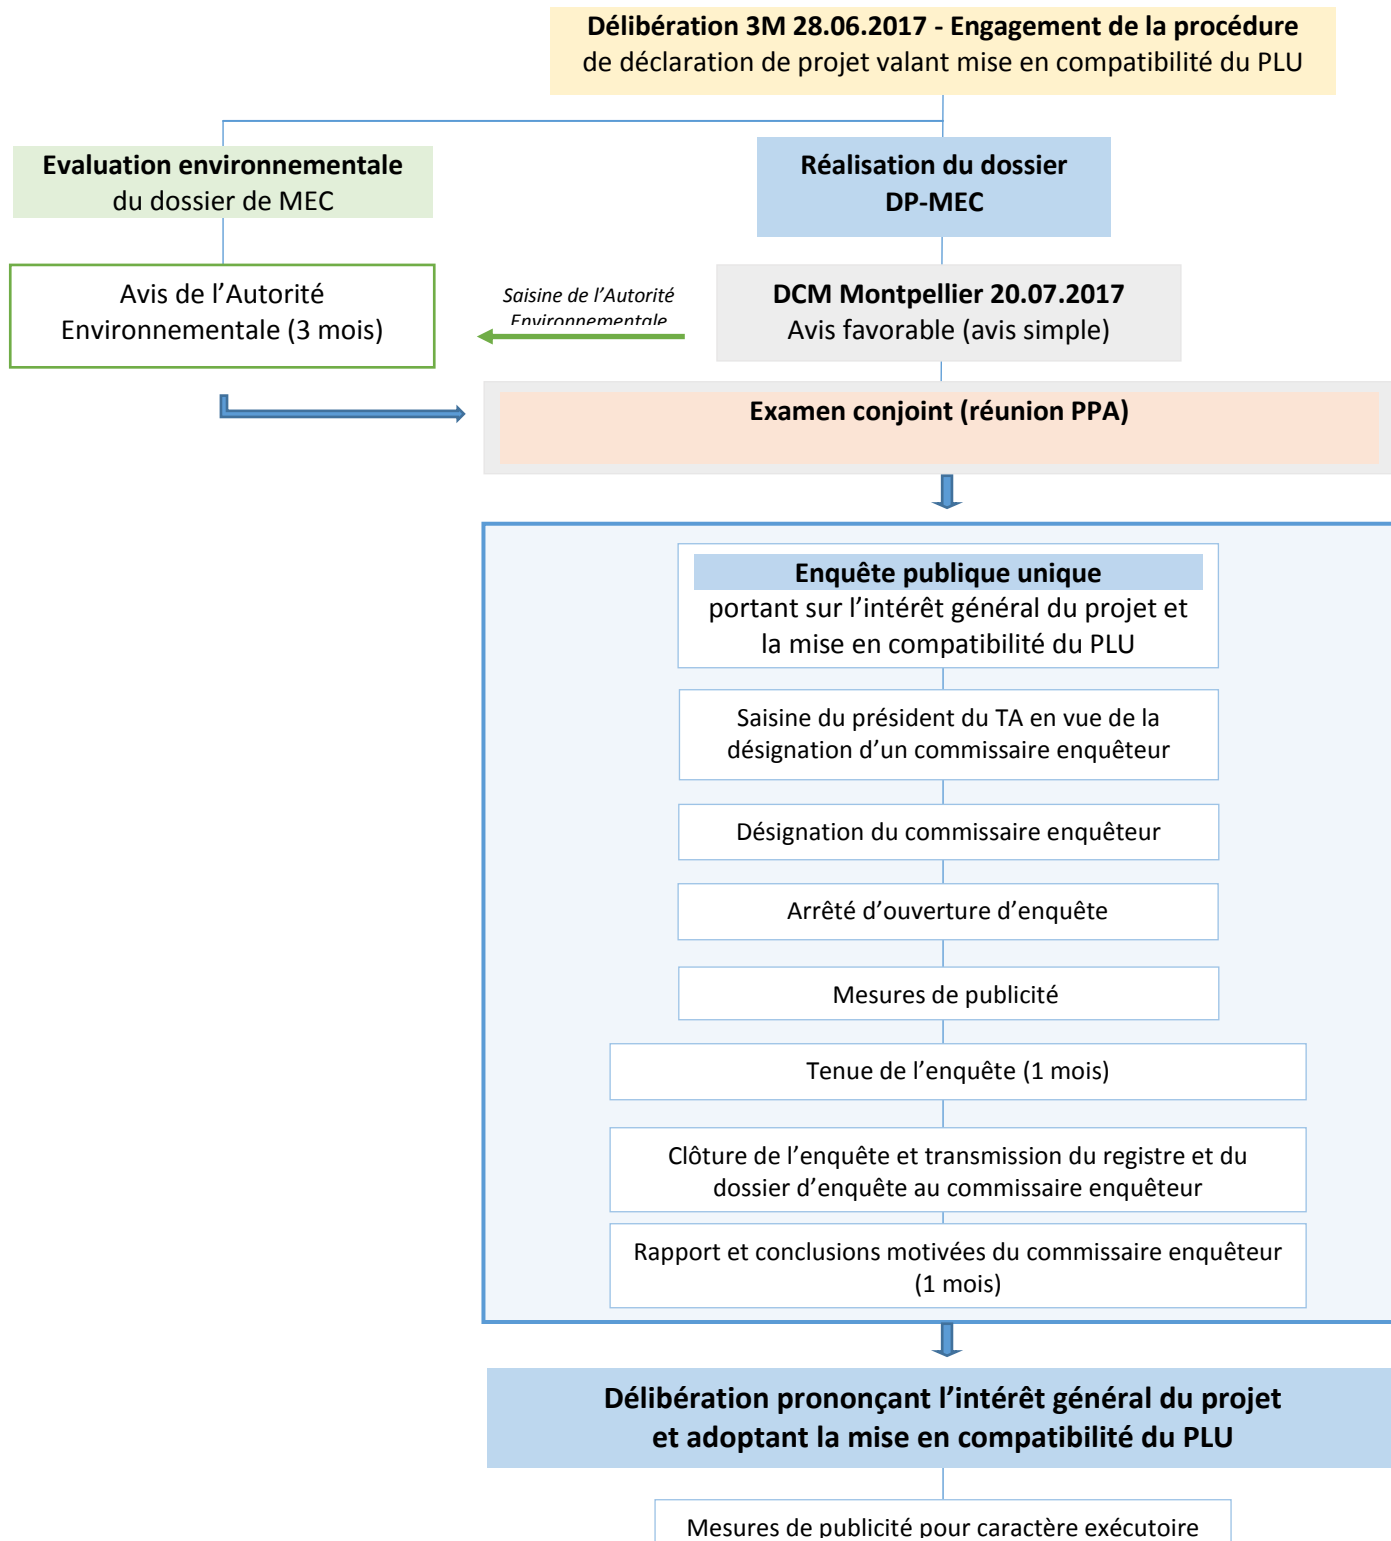 Délibération 3M 28.06.2017 - Engagement de la procédure
de déclaration de projet valant mise en compatibilité du PLU
Evaluation environnementale
du dossier de MEC
Réalisation du dossier
DP-MEC
Avis de l’Autorité
Environnementale (3 mois)
Saisine de l’Autorité
Environnementale
DCM Montpellier 20.07.2017
Avis favorable (avis simple)
Examen conjoint (réunion PPA)
Enquête publique unique
portant sur l’intérêt général du projet et
la mise en compatibilité du PLU
Saisine du président du TA en vue de la
désignation d’un commissaire enquêteur
Désignation du commissaire enquêteur
Arrêté d’ouverture d’enquête
Mesures de publicité
Tenue de l’enquête (1 mois)
Clôture de l’enquête et transmission du registre et du
dossier d’enquête au commissaire enquêteur
Rapport et conclusions motivées du commissaire enquêteur
(1 mois)
Délibération prononçant l’intérêt général du projet
et adoptant la mise en compatibilité du PLU
Mesures de publicité pour caractère exécutoire